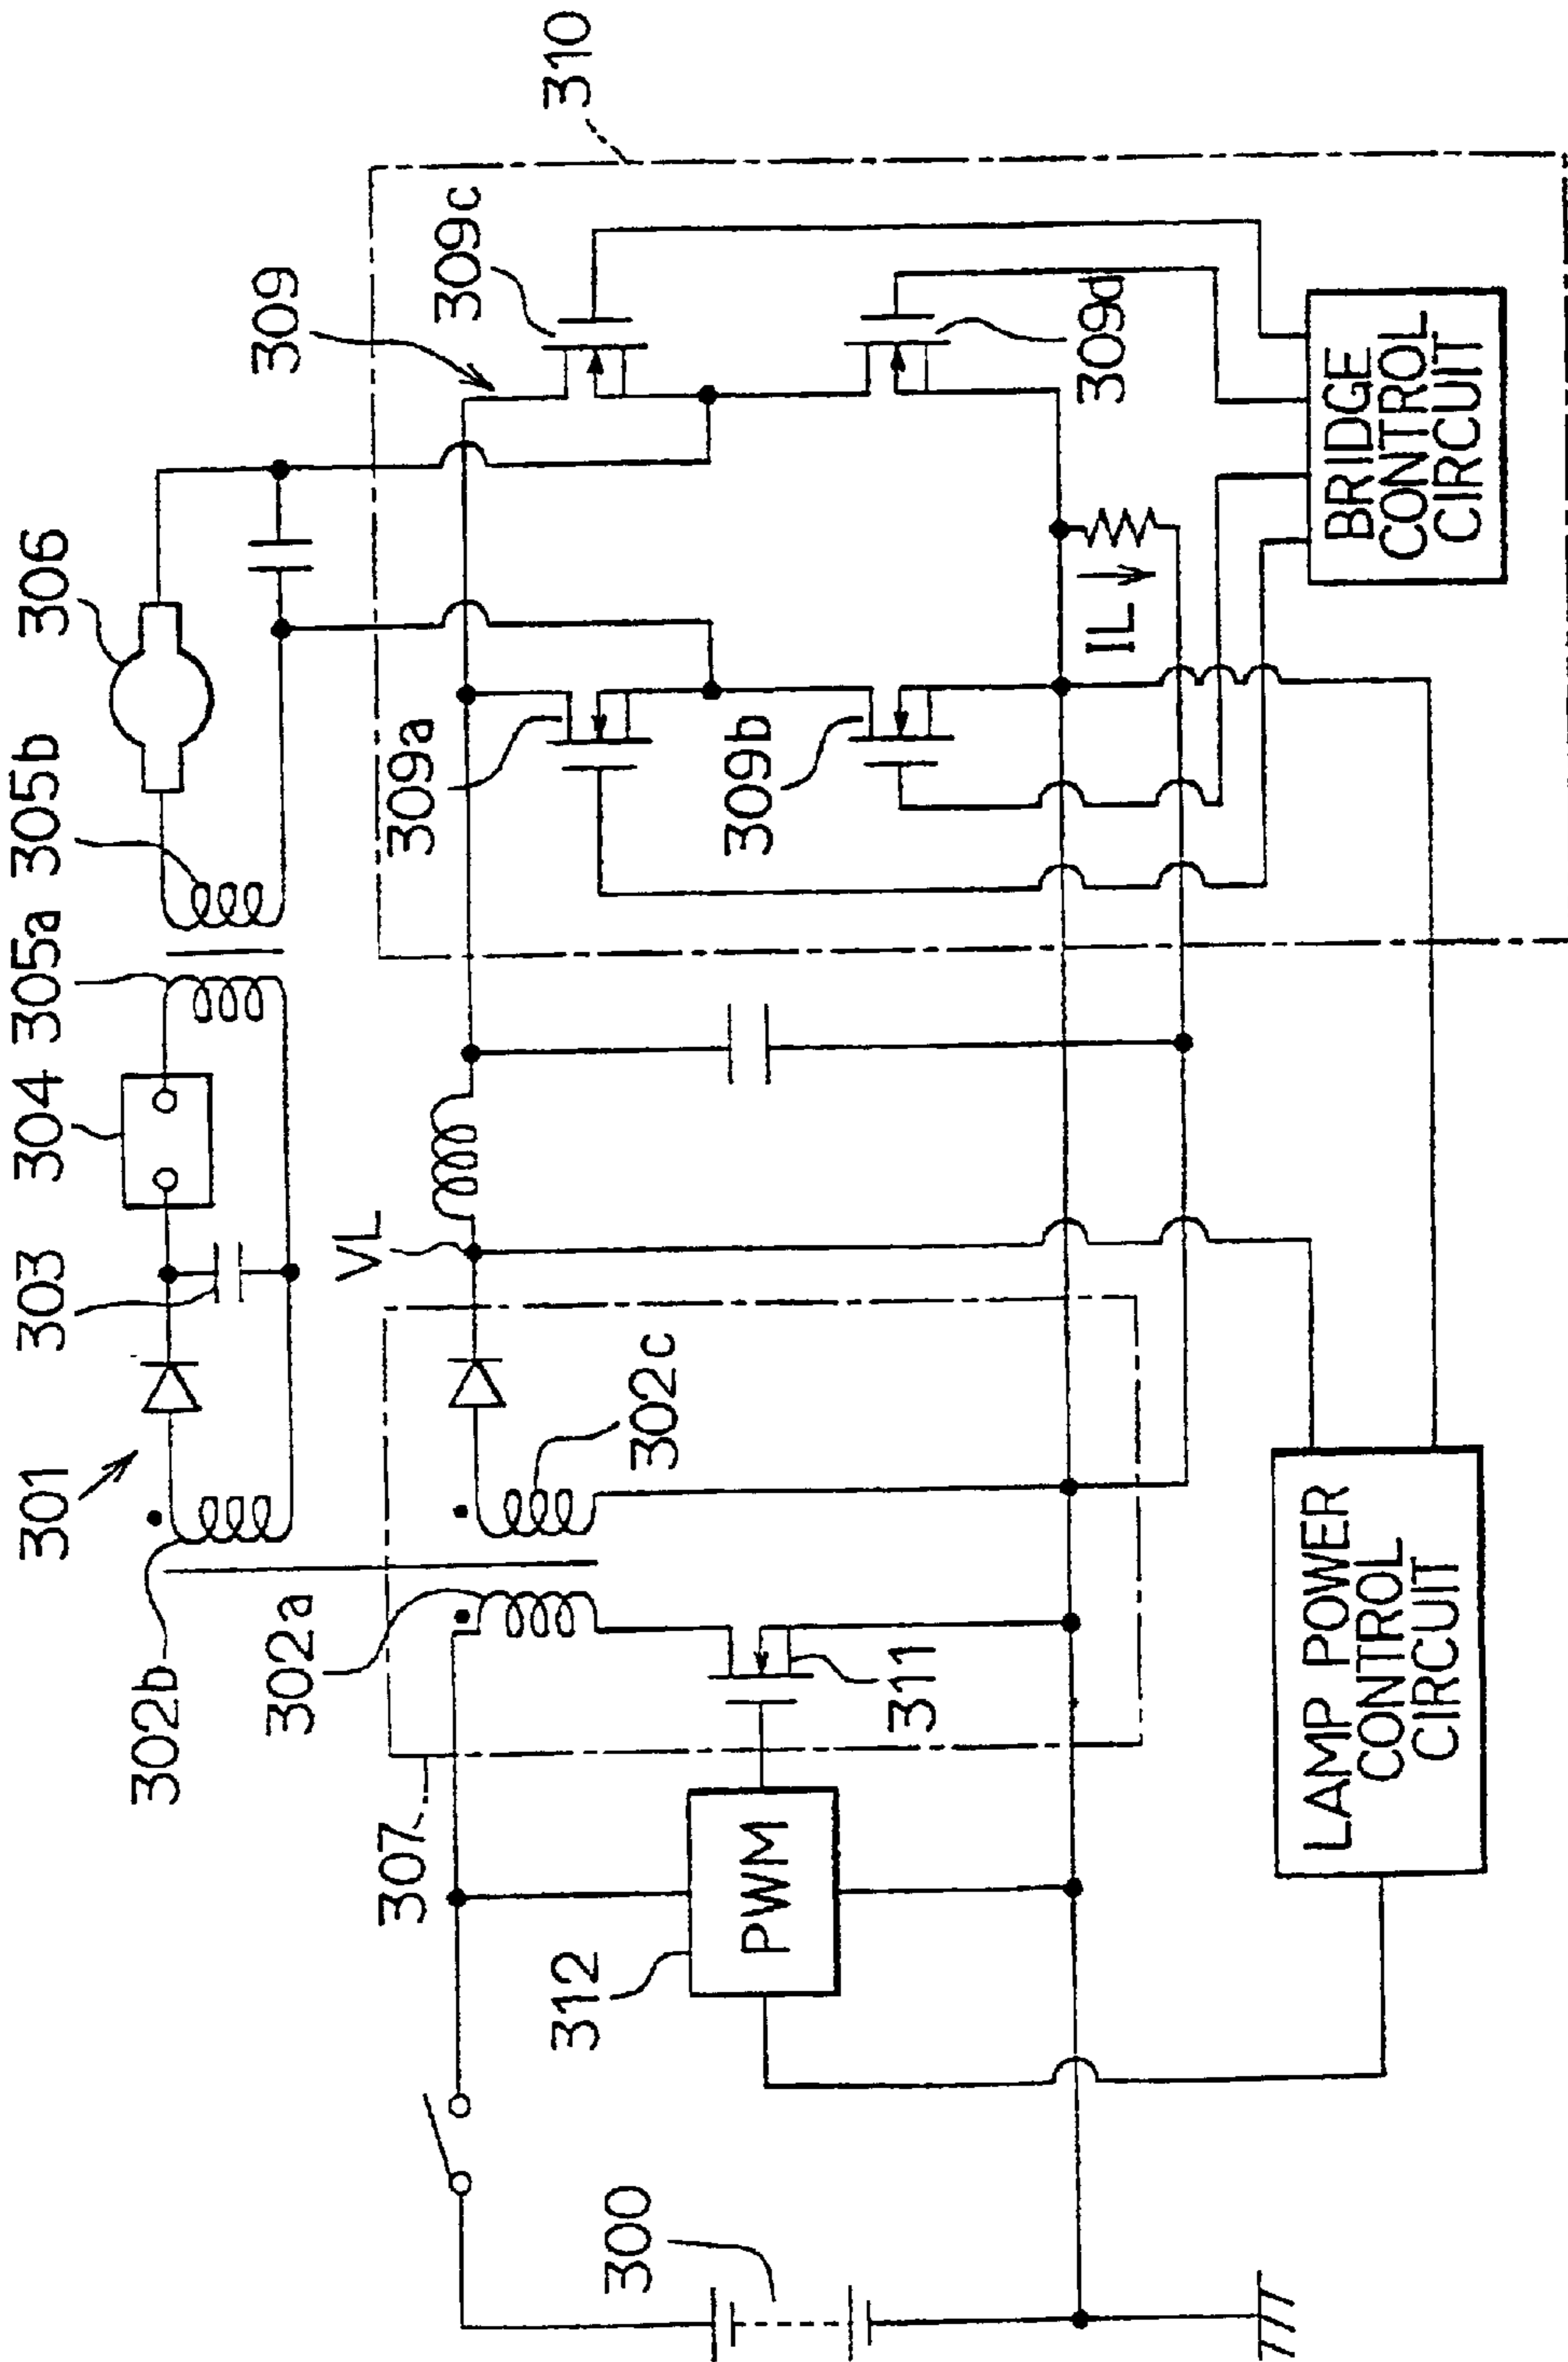 301
303
304
305a
305b
306
302b
302a
302c
VL
309
310
307
309a
309b
309c
309d
311
312
PWM
IL
300
LAMP POWER
CONTROL
CIRCUIT
BRIDGE
CONTROL
CIRCUIT